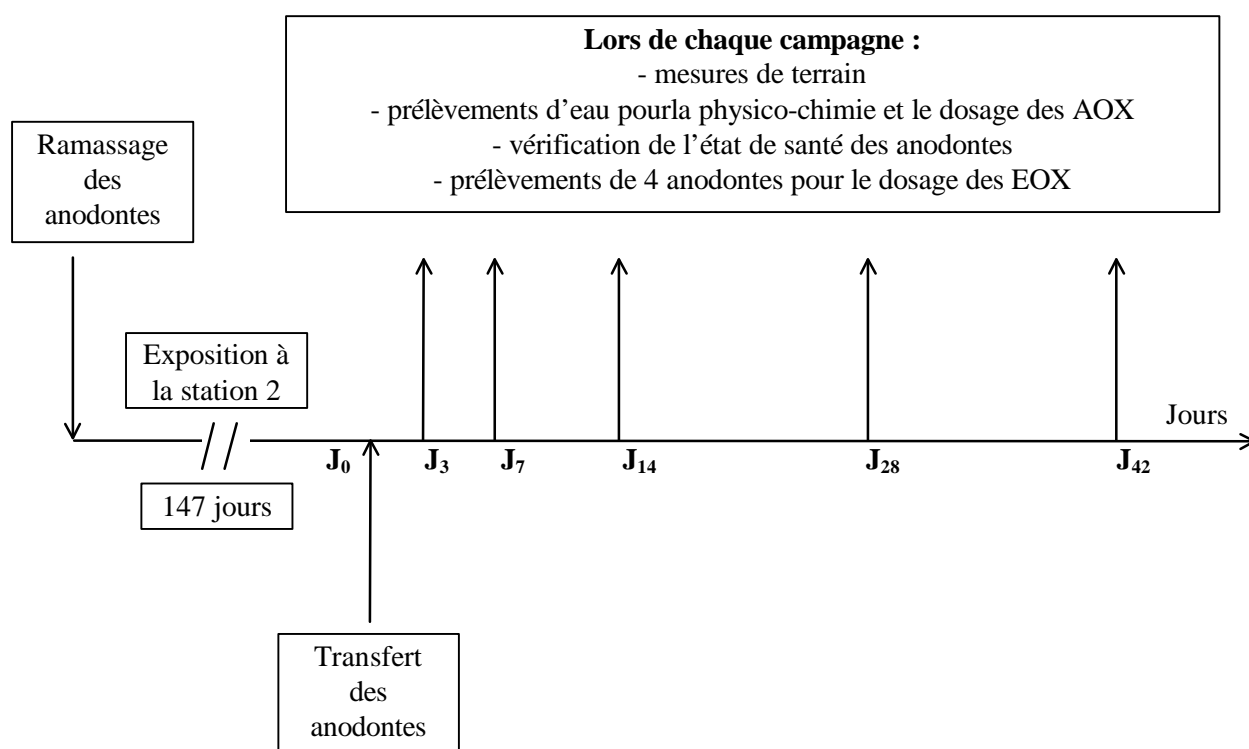 Lors de chaque campagne :
- mesures de terrain
- prélèvements d'eau pourla physico-chimie et le dosage des AOX
- vérification de l'état de santé des anodontes
- prélèvements de 4 anodontes pour le dosage des EOX
Ramassage
des
anodontes
Exposition à
la station 2
Jours
J₀ J₃ J₇ J₁₄ J₂₈ J₄₂
147 jours
Transfert
des
anodontes